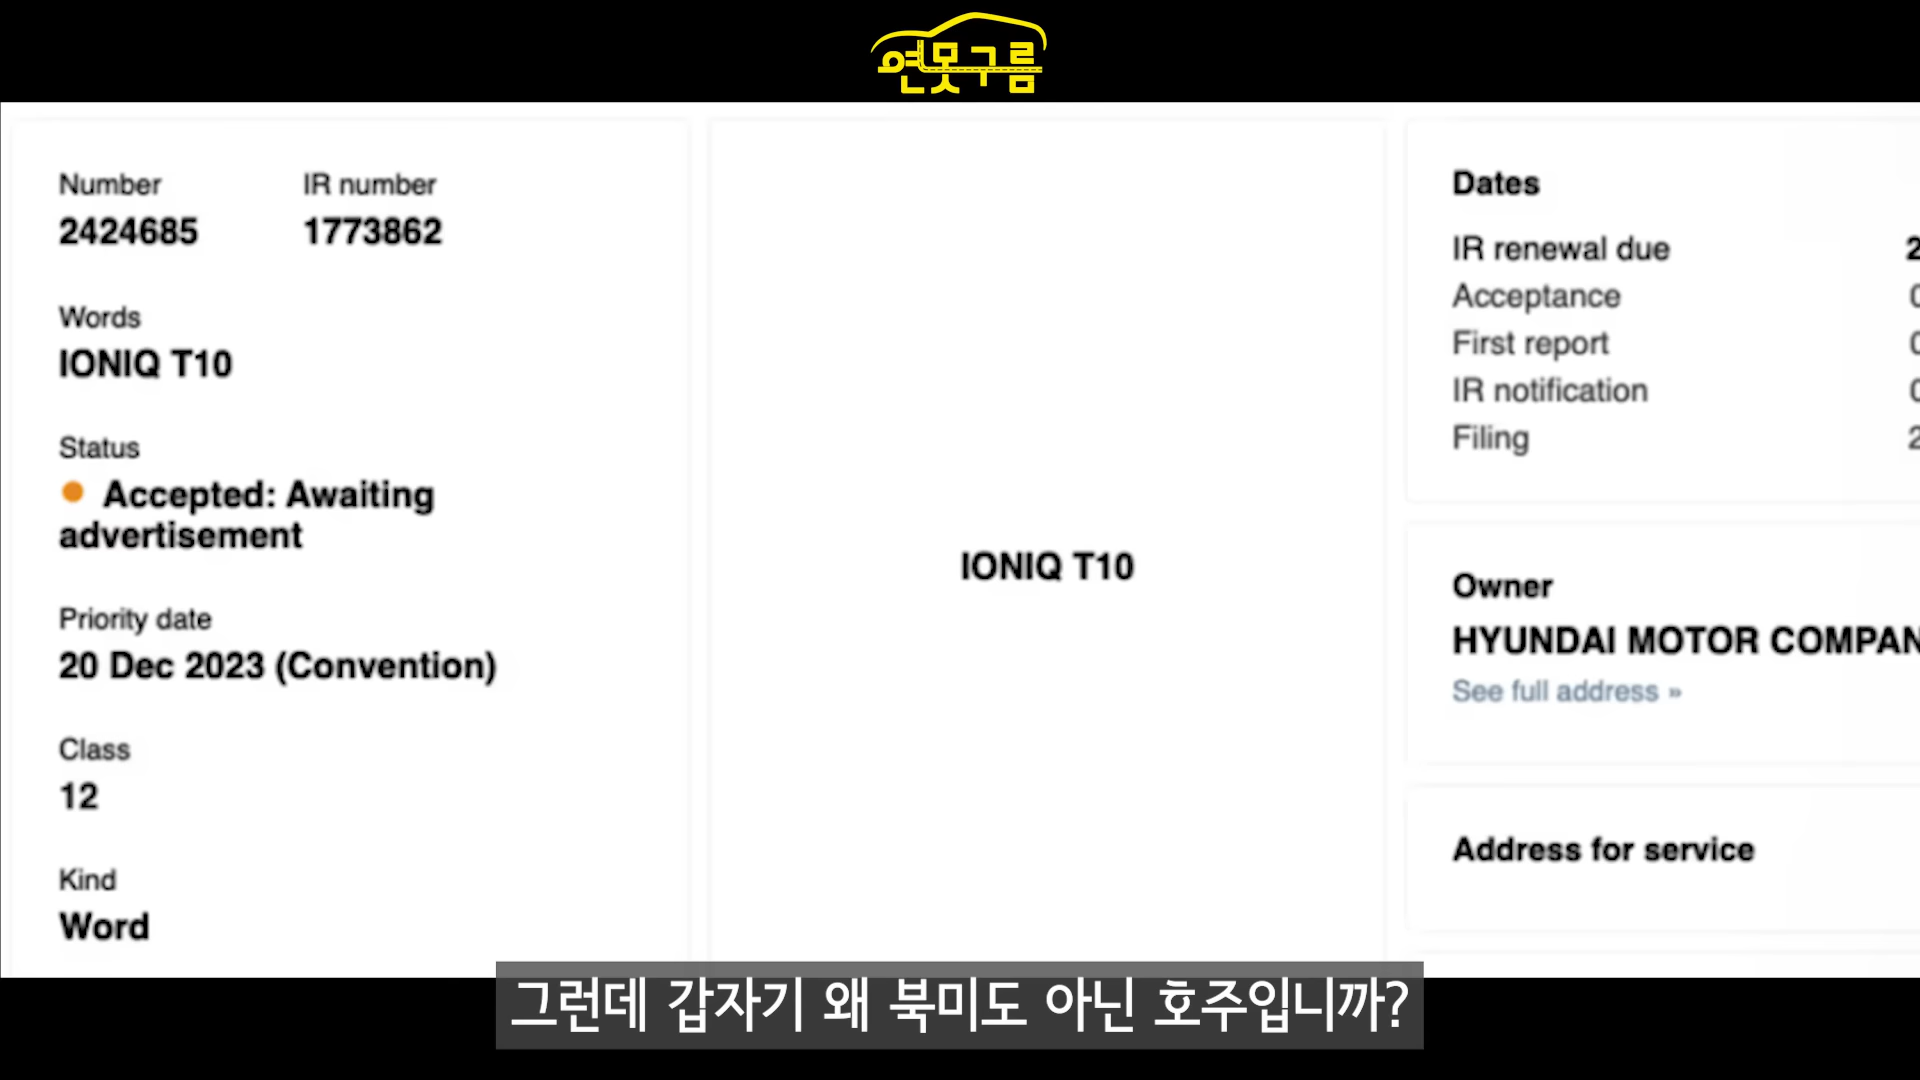 연못구름
Number
IR number
2424685
1773862
Words
IONIQ T10
Status
Accepted: Awaiting
advertisement
Priority date
20 Dec 2023 (Convention)
Class
12
Kind
Word
IONIQ T10
Dates
IR renewal due
Acceptance
First report
IR notification
Filing
Owner
HYUNDAI MOTOR
See full address »
Address for service
그런데 갑자기 왜 북미도 아닌 호주입니까?